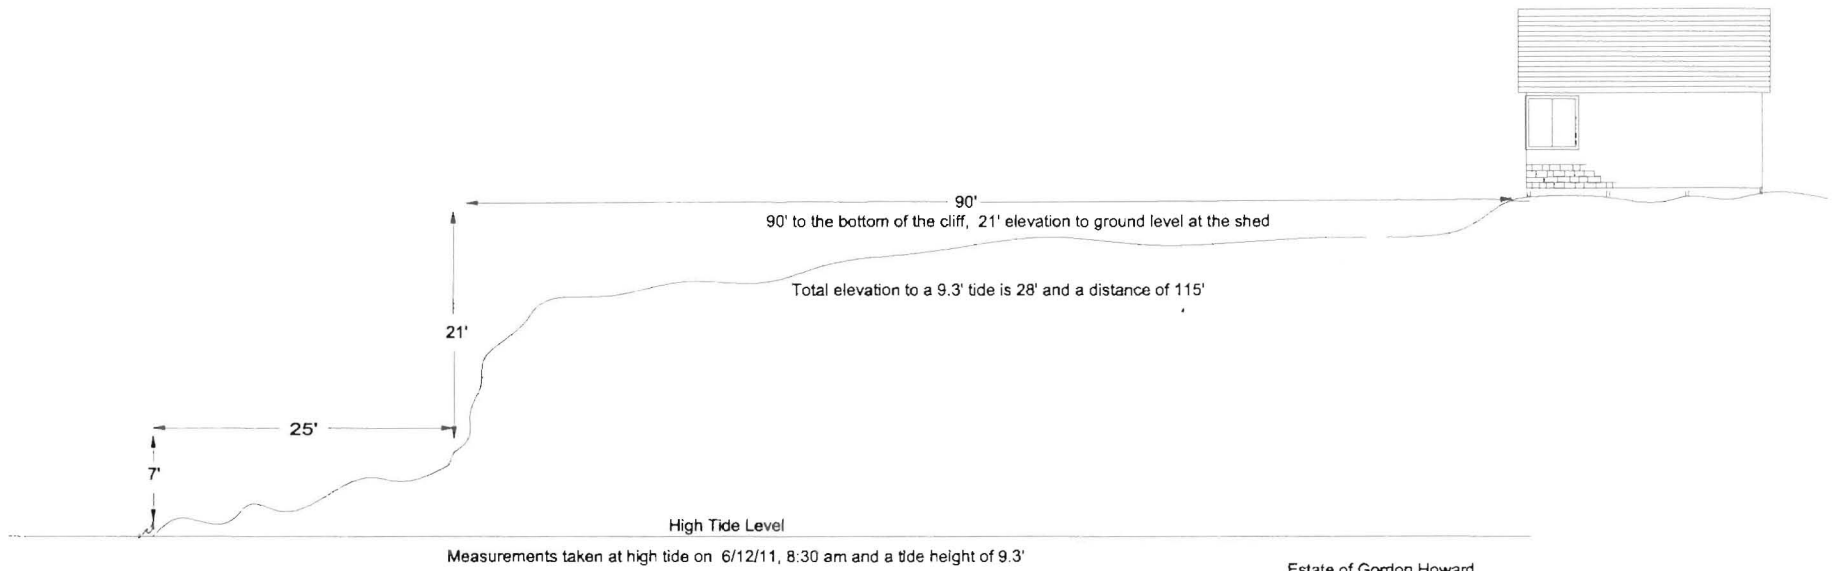 90'
90' to the bottom of the cliff, 21' elevation to ground level at the shed
Total elevation to a 9.3' tide is 28' and a distance of 115'
21'
25'
7'
High Tide Level
Measurements taken at high tide on 6/12/11, 8:30 am and a tide height of 9.3'
Estate of Gordon Howard